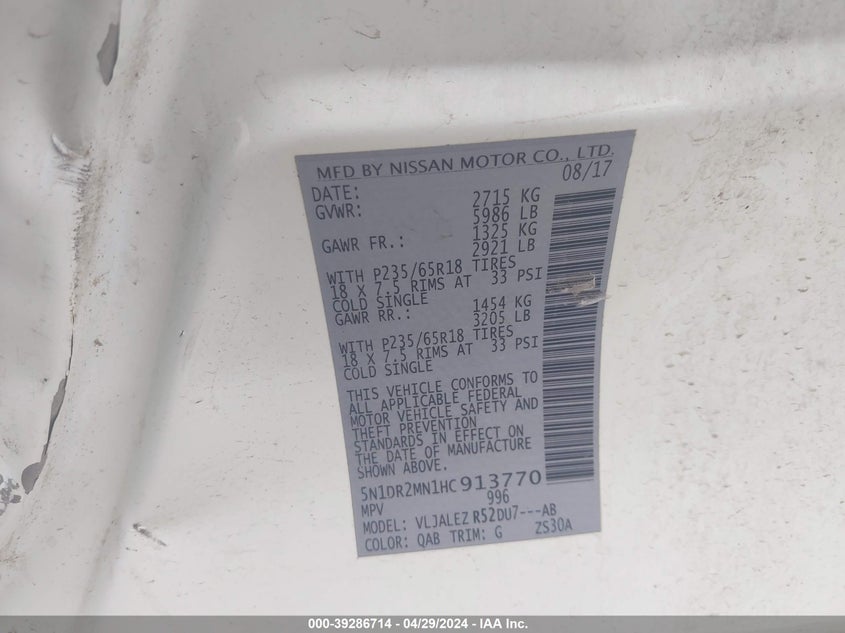 MFD BY NISSAN MOTOR CO., LTD.
DATE: 08/17
GVWR: 2715 KG
5986 LB
GAWR FR.: 1325 KG
2921 LB
WITH P235/65R18 TIRES
18 X 7.5 RIMS AT 33 PSI
COLD SINGLE
GAWR RR.: 1454 KG
3205 LB
WITH P235/65R18 TIRES
18 X 7.5 RIMS AT 33 PSI
COLD SINGLE
THIS VEHICLE CONFORMS TO
ALL APPLICABLE FEDERAL
MOTOR VEHICLE SAFETY AND
THEFT PREVENTION
STANDARDS IN EFFECT ON
THE DATE OF MANUFACTURE
SHOWN ABOVE.
5N1DR2MN1HC913770
MPV 996
MODEL: VLJALEZ R52DU7---AB
COLOR: QAB TRIM: G ZS30A
000-39286714 - 04/29/2024 - IAA Inc.